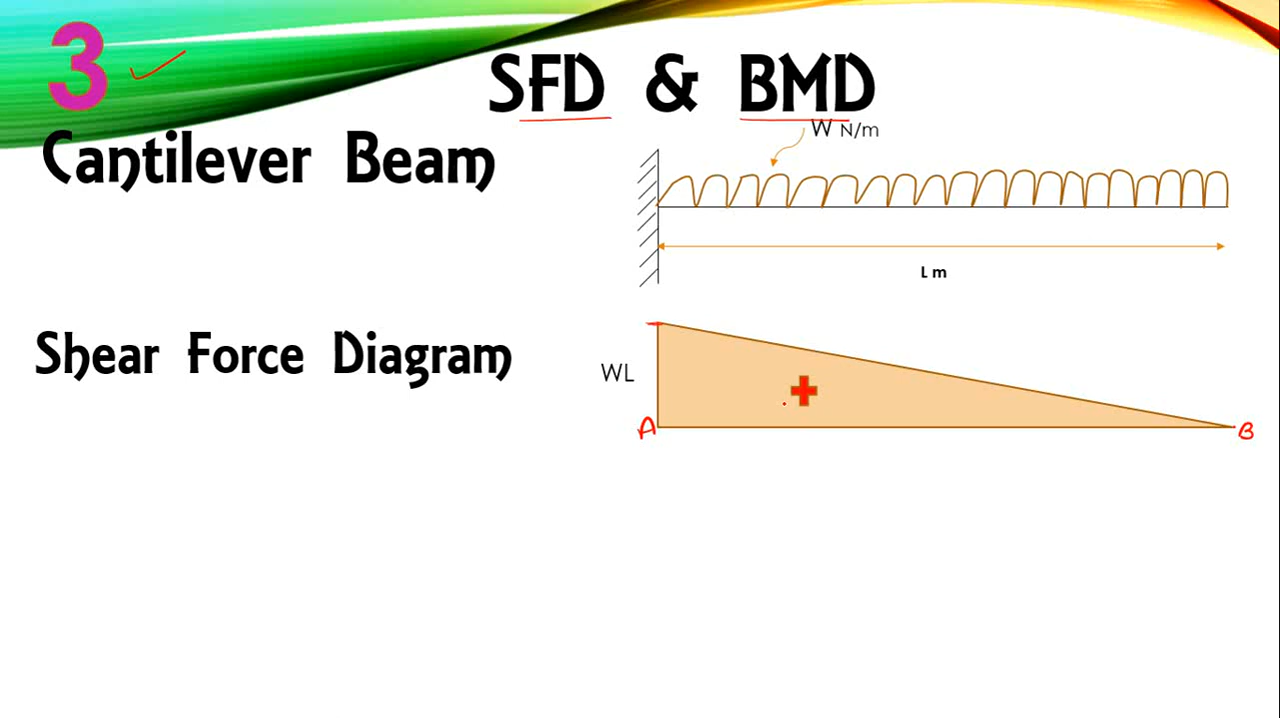 3
SFD & BMD
W N/m
Cantilever Beam
L m
Shear Force Diagram
WL
+
A
B